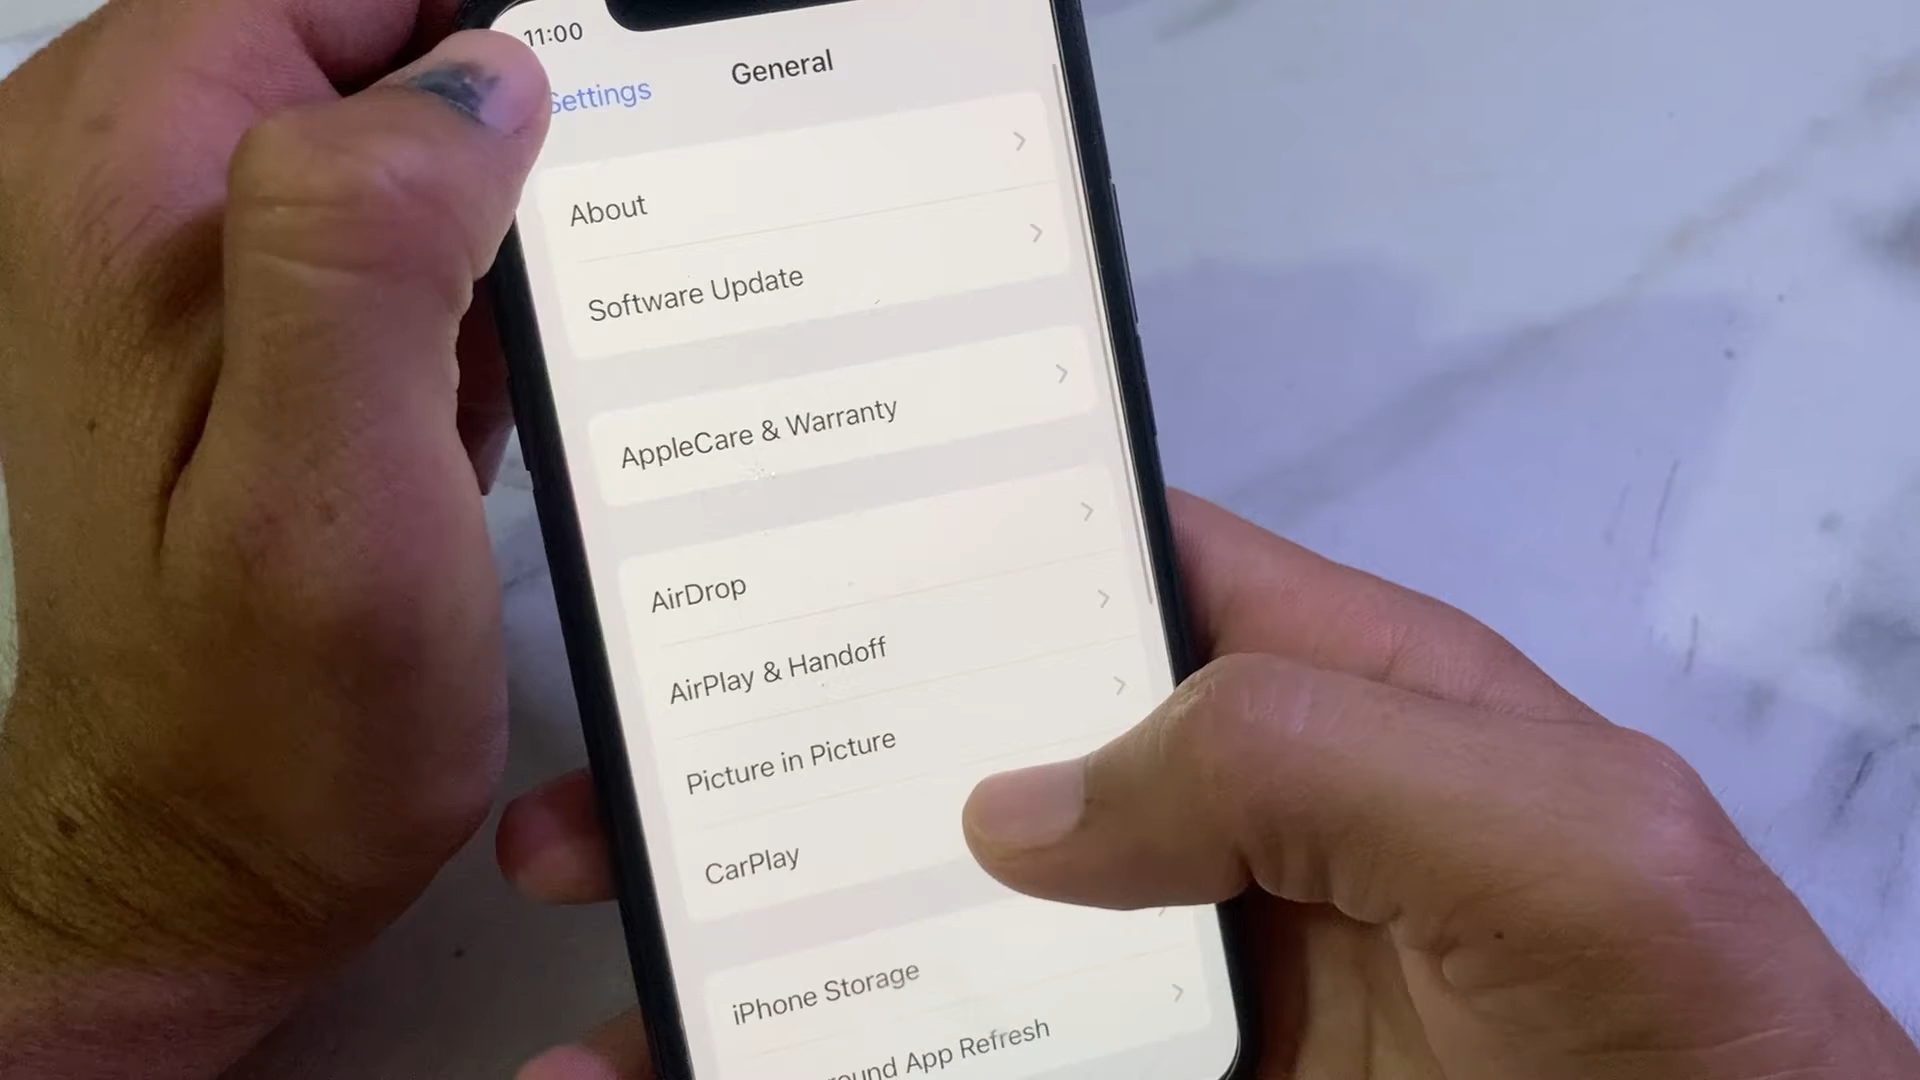 11:00
Settings
General
About
Software Update
AppleCare & Warranty
AirDrop
AirPlay & Handoff
Picture in Picture
CarPlay
iPhone Storage
App Refresh